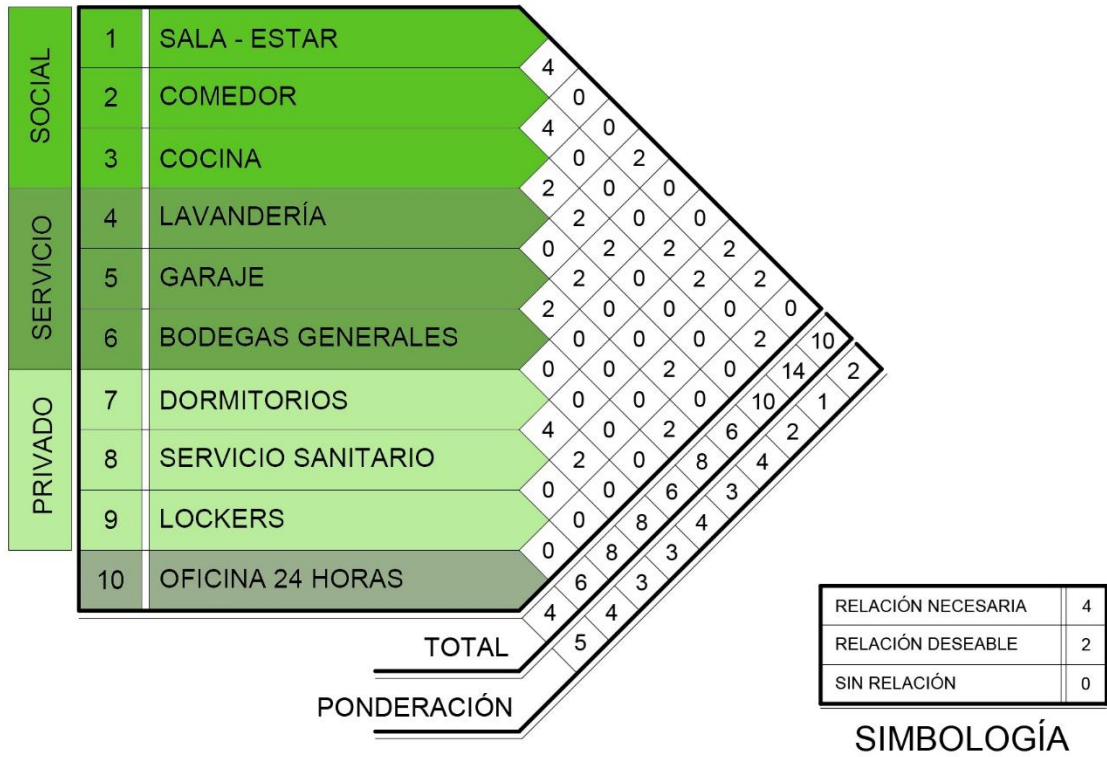 SOCIAL
SERVICIO
PRIVADO
1 SALA - ESTAR
4
2 COMEDOR 0
4 0
3 COCINA 0 2
2 0 0
4 LAVANDERÍA 2 0 0
0 2 2 2
5 GARAJE 2 0 2 2
2 0 0 0 0
6 BODEGAS GENERALES 0 0 2 10
0 0 2 0 14 2
7 DORMITORIOS 0 0 0 10 1
4 0 2 6 2
8 SERVICIO SANITARIO 2 0 8 4
0 0 6 3
9 LOCKERS 0 8 4
0 8 3
10 OFICINA 24 HORAS 6 3
4 4
TOTAL 5
PONDERACIÓN
RELACIÓN NECESARIA 4
RELACIÓN DESEABLE 2
SIN RELACIÓN 0
SIMBOLOGÍA